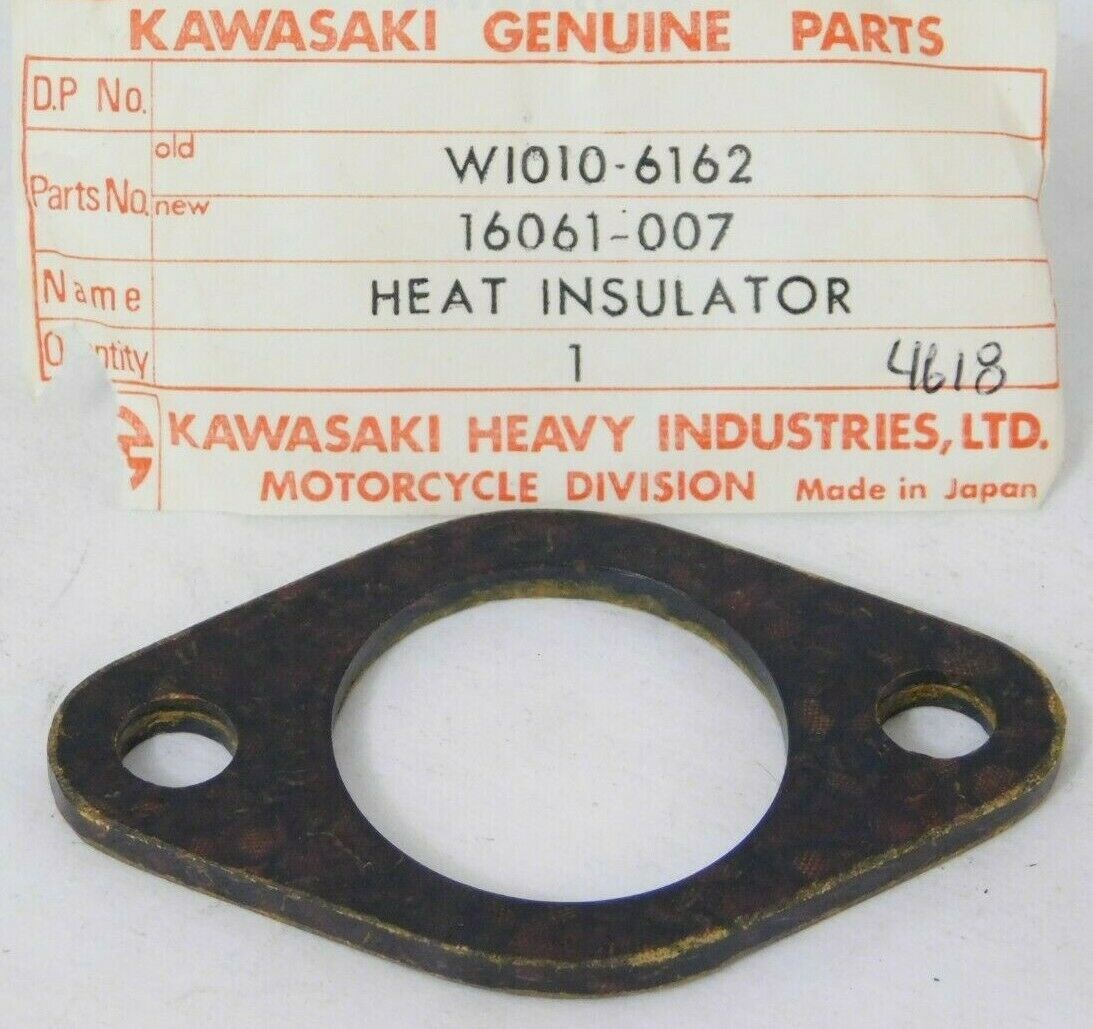 KAWASAKI GENUINE PARTS
D.P No.
Parts No. old W1010-6162
new 16061-007
Name HEAT INSULATOR
Quantity 1 4618
KAWASAKI HEAVY INDUSTRIES, LTD.
MOTORCYCLE DIVISION Made in Japan